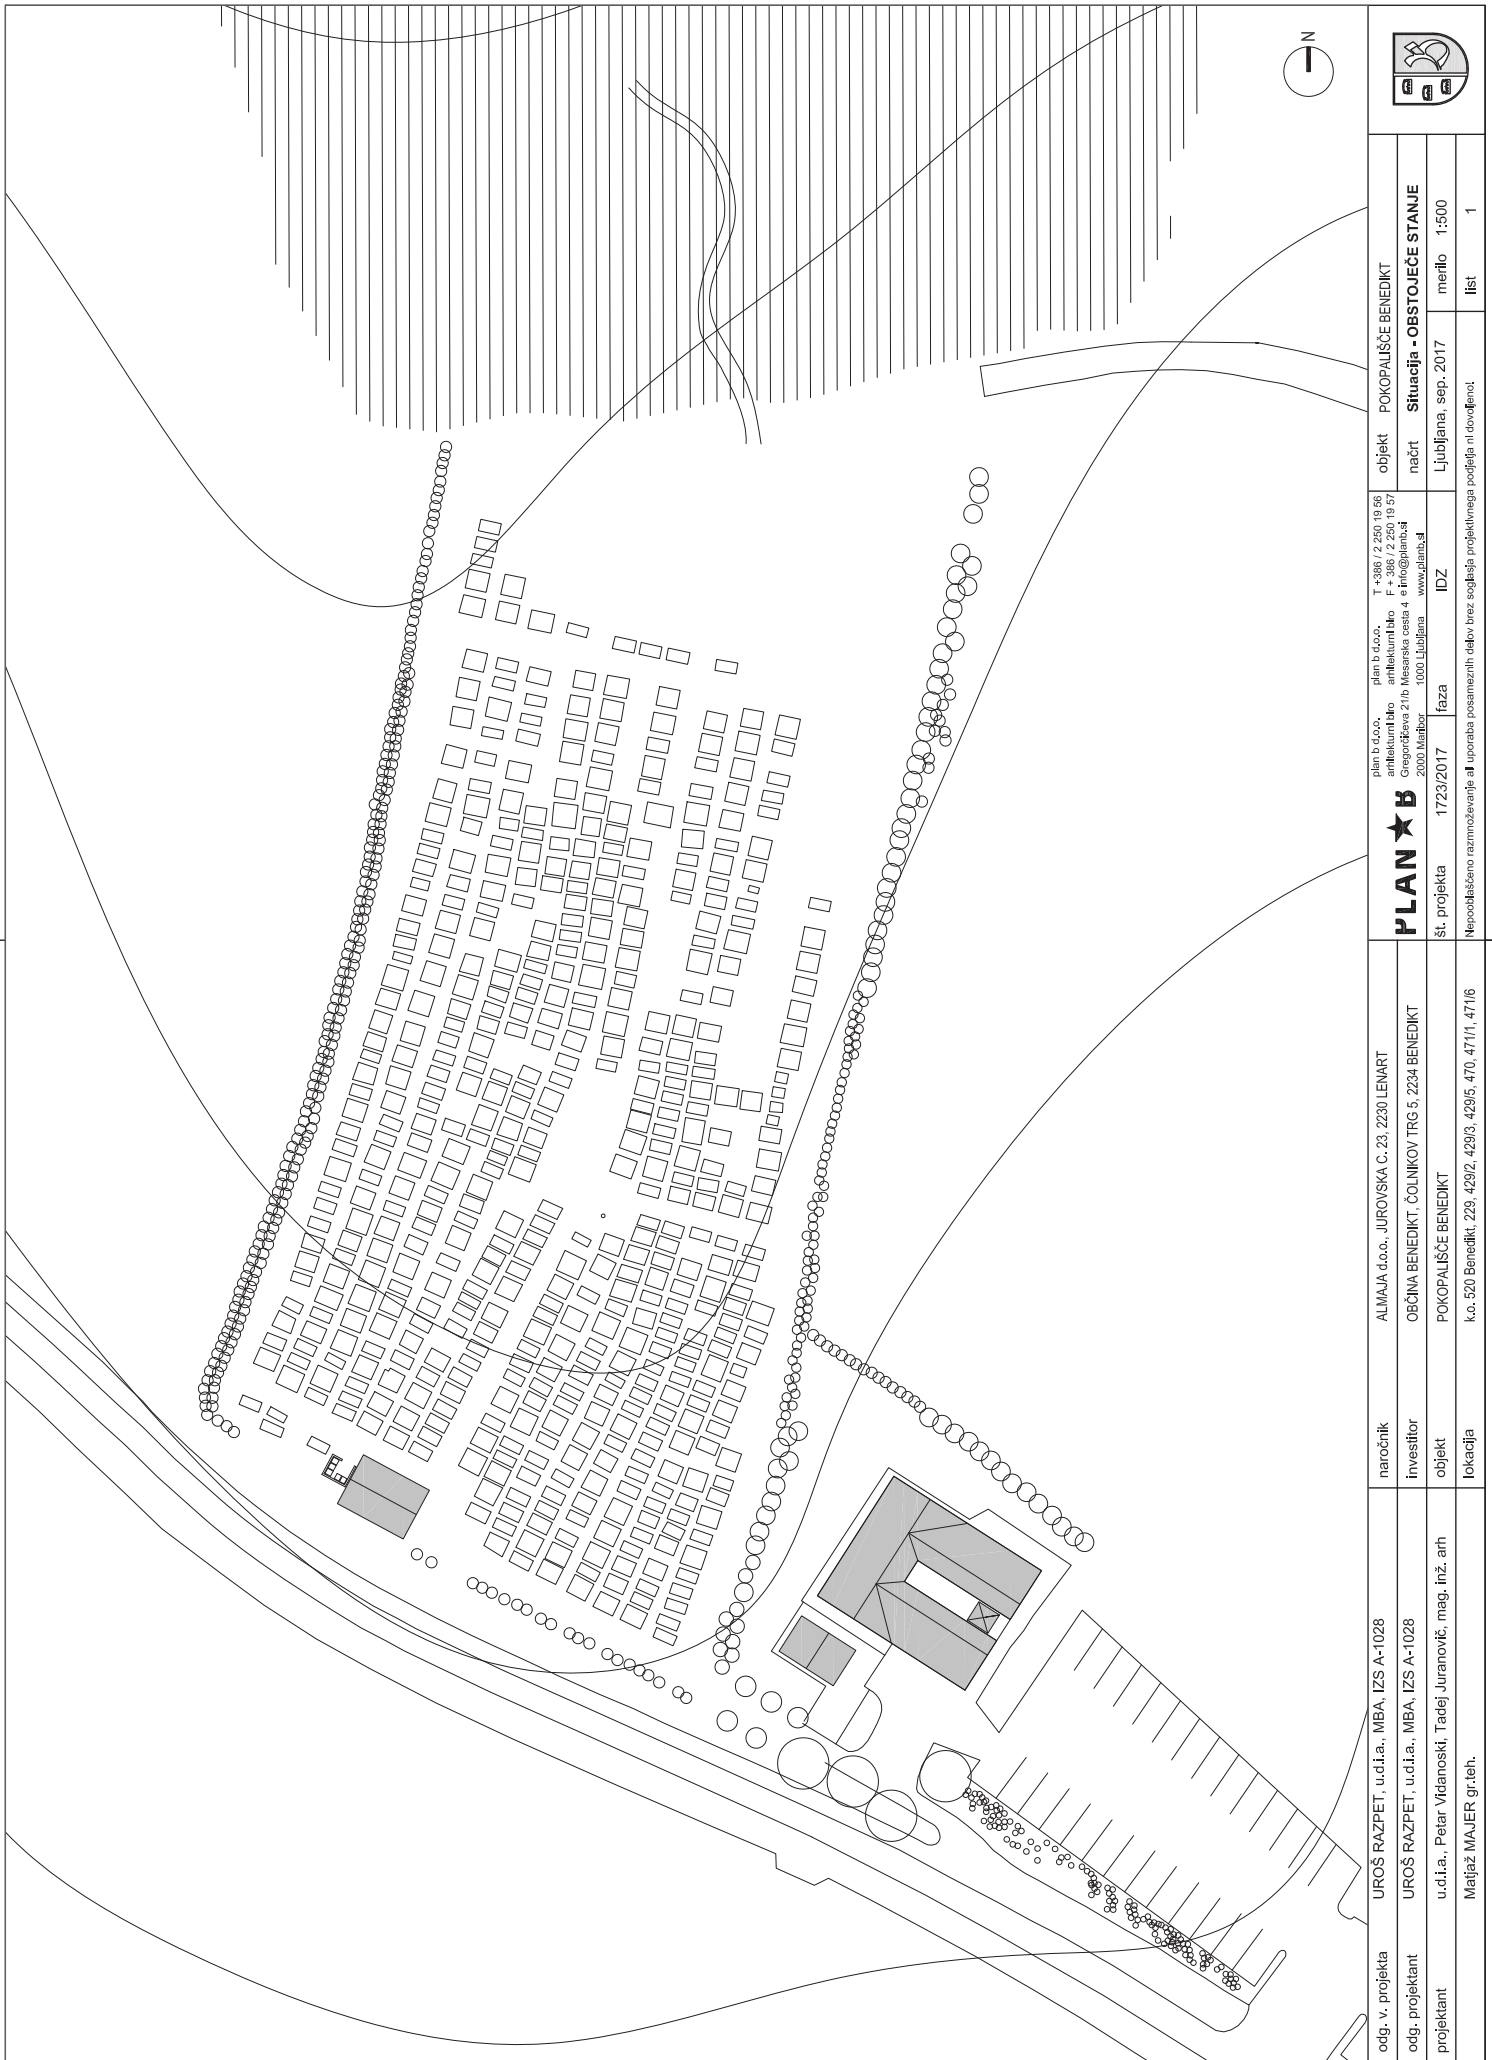 N
odg. v. projekta UROŠ RAZPET, u.d.i.a., MBA, IZS A-1028
odg. projektant UROŠ RAZPET, u.d.i.a., MBA, IZS A-1028
projektant u.d.i.a., Petar Vidanoski, Tadej Juranovič, mag. inž. arh
Matjaž MAJER gr.teh.
naročnik ALMAJA d.o.o., JUROVSKA C. 23, 2230 LENART
investitor OBČINA BENEDIKT, ČOLNIKOV TRG 5, 2234 BENEDIKT
objekt POKOPALIŠČE BENEDIKT
lokacija k.o. 520 Benedikt, 229, 429/2, 429/3, 429/5, 470, 471/1, 471/6
PLAN B
plan b d.o.o. plan b d.o.o. T +386 / 2 250 19 56
arhitekturni biro arhitekturni biro F + 386 / 2 250 19 57
Gregorčičeva 21/b Mesarska cesta 4 e info@planb.si
2000 Maribor 1000 Ljubljana www.planb.si
objekt POKOPALIŠČE BENEDIKT
načrt Situacija - OBSTOJEČE STANJE
št. projekta 1723/2017 faza IDZ Ljubljana, sep. 2017 merilo 1:500
Nepooblaščeno razmnoževanje ali uporaba posameznih delov brez soglasja projektivnega podjetja ni dovoljeno! list 1